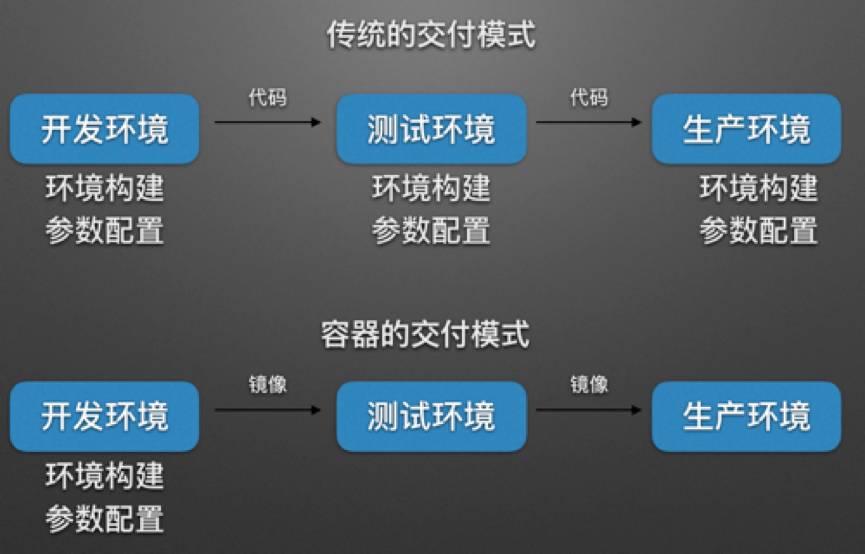 传统的交付模式
代码 代码
开发环境 测试环境 生产环境
环境构建 环境构建 环境构建
参数配置 参数配置 参数配置
容器的交付模式
镜像 镜像
开发环境 测试环境 生产环境
环境构建
参数配置